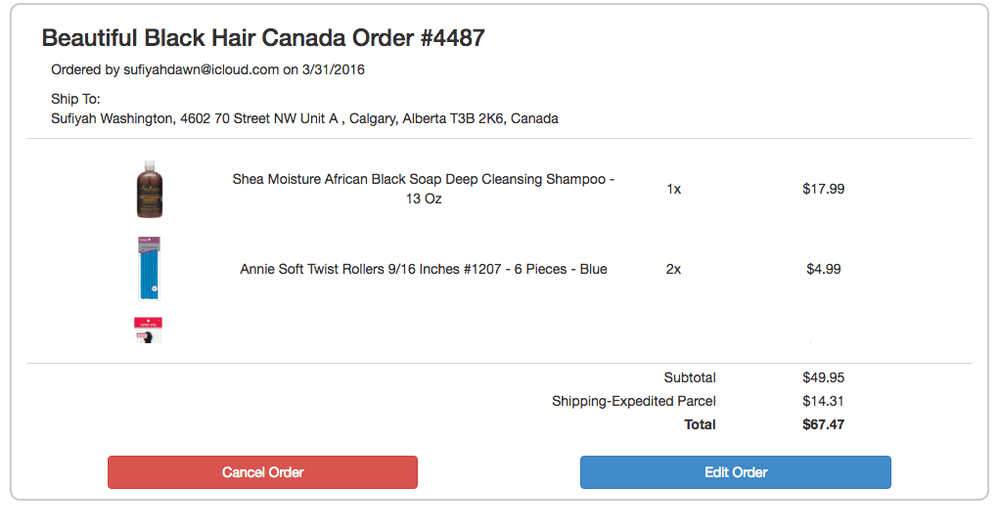 Beautiful Black Hair Canada Order #4487
Ordered by sufiyahdawn@icloud.com on 3/31/2016
Ship To:
Sufiyah Washington, 4602 70 Street NW Unit A , Calgary, Alberta T3B 2K6, Canada
Shea Moisture African Black Soap Deep Cleansing Shampoo -
13 Oz
1x
$17.99
Annie Soft Twist Rollers 9/16 Inches #1207 - 6 Pieces - Blue
2x
$4.99
Subtotal
$49.95
Shipping-Expedited Parcel
$14.31
Total
$67.47
Cancel Order
Edit Order